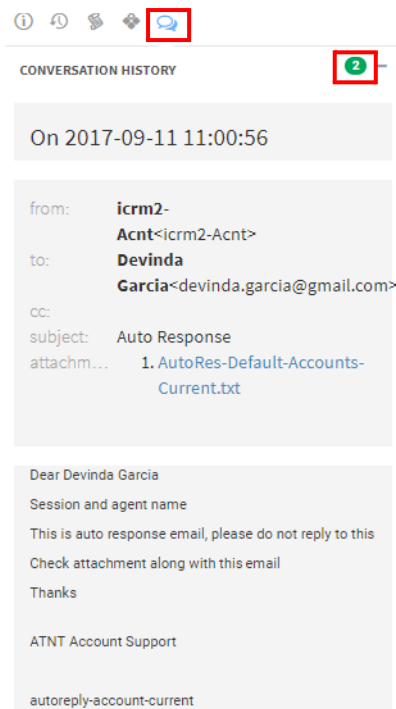 CONVERSATION HISTORY 2
On 2017-09-11 11:00:56
from: icrm2-
Acnt<icrm2-Acnt>
to: Devinda
Garcia<devinda.garcia@gmail.com>
cc:
subject: Auto Response
attachm... 1. AutoRes-Default-Accounts-
Current.txt
Dear Devinda Garcia
Session and agent name
This is auto response email, please do not reply to this
Check attachment along with this email
Thanks
ATNT Account Support
autoreply-account-current